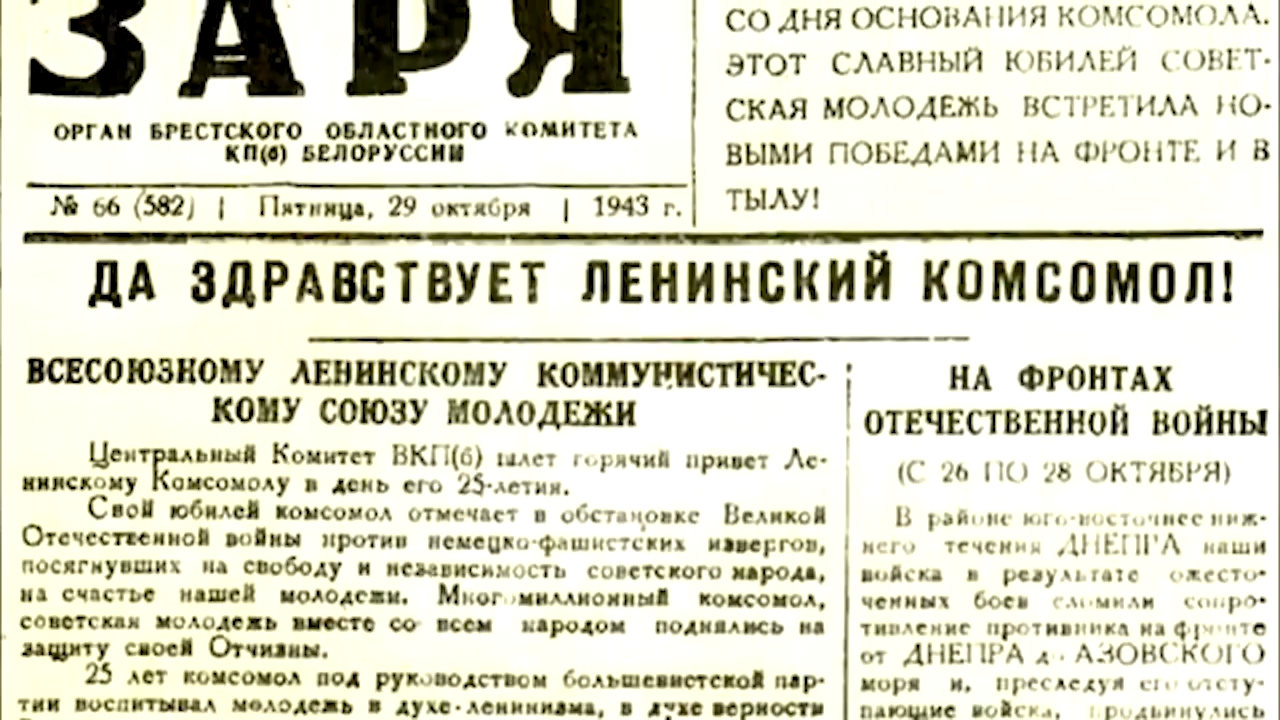 ЗАРЯ
ОРГАН БРЕСТСКОГО ОБЛАСТНОГО КОМИТЕТА
КП(б) БЕЛОРУССИИ
№ 66 (582) | Пятница, 29 октября | 1943 г.
СО ДНЯ ОСНОВАНИЯ КОМСОМОЛА.
ЭТОТ СЛАВНЫЙ ЮБИЛЕЙ СОВЕТ-
СКАЯ МОЛОДЕЖЬ ВСТРЕТИЛА НО-
ВЫМИ ПОБЕДАМИ НА ФРОНТЕ И В
ТЫЛУ!
ДА ЗДРАВСТВУЕТ ЛЕНИНСКИЙ КОМСОМОЛ!
ВСЕСОЮЗНОМУ ЛЕНИНСКОМУ КОММУНИСТИЧЕС-
КОМУ СОЮЗУ МОЛОДЕЖИ
Центральный Комитет ВКП(б) шлет горячий привет Ле-
нинскому Комсомолу в день его 25-летия.
Свой юбилей комсомол отмечает в обстановке Великой
Отечественной войны против немецко-фашистских извергов,
посягнувших на свободу и независимость советского народа,
на счастье нашей молодежи. Многомиллионный комсомол,
советская молодежь вместе со всем народом поднялись на
защиту своей Отчизны.
25 лет комсомол под руководством большевистской пар-
тии воспитывал молодежь в духе ленинизма, в духе верности
НА ФРОНТАХ
ОТЕЧЕСТВЕННОЙ ВОЙНЫ
(С 26 ПО 28 ОКТЯБРЯ)
В районе юго-восточнее ниж-
него течения ДНЕПРА наши
войска в результате ожесто-
ченных боев сломили сопро-
тивление противника на фронте
от ДНЕПРА до АЗОВСКОГО
моря и, преследуя его отсту-
пающие войска, продвинулись